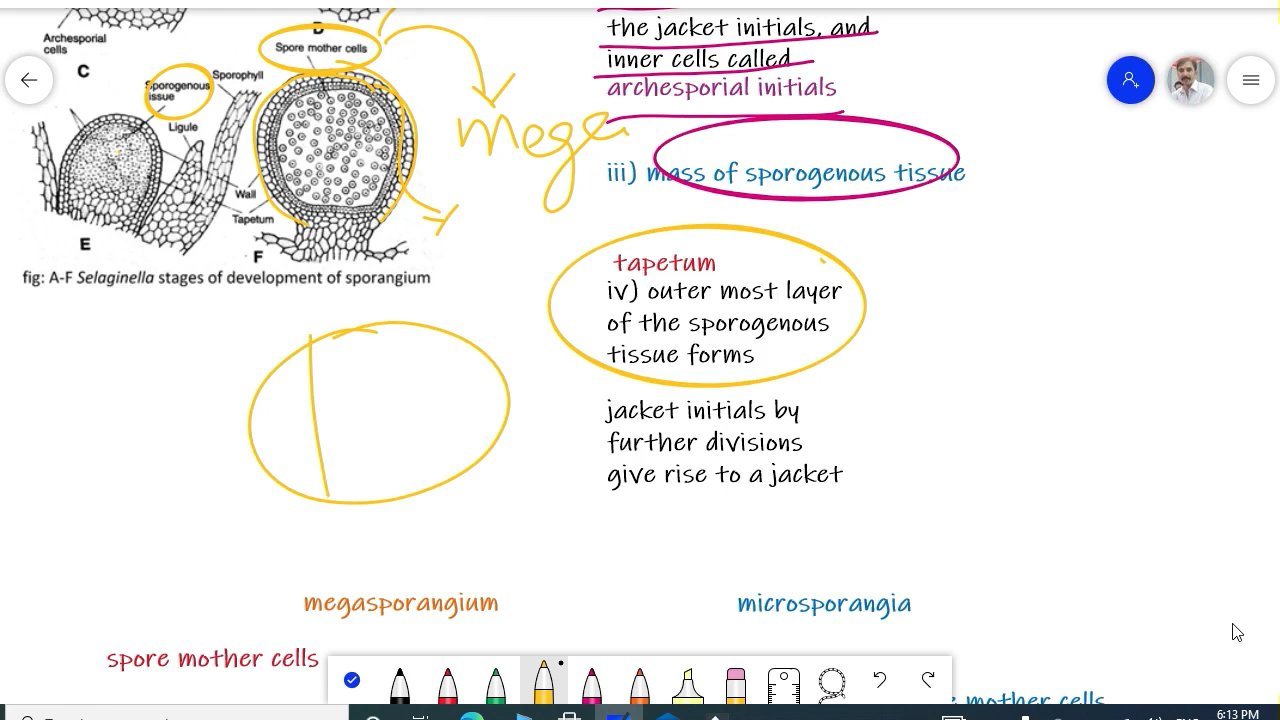 D
Archesporial
cells
C
Spore mother cells
Sporogenous
tissue
Sporophyll
Ligule
Wall
Tapetum
E
F
fig: A-F Selaginella stages of development of sporangium
mega
the jacket initials, and
inner cells called
archesporial initials
iii) mass of sporogenous tissue
tapetum
iv) outer most layer
of the sporogenous
tissue forms
jacket initials by
further divisions
give rise to a jacket
megasporangium
microsporangia
spore mother cells
mother cells
6:13 PM